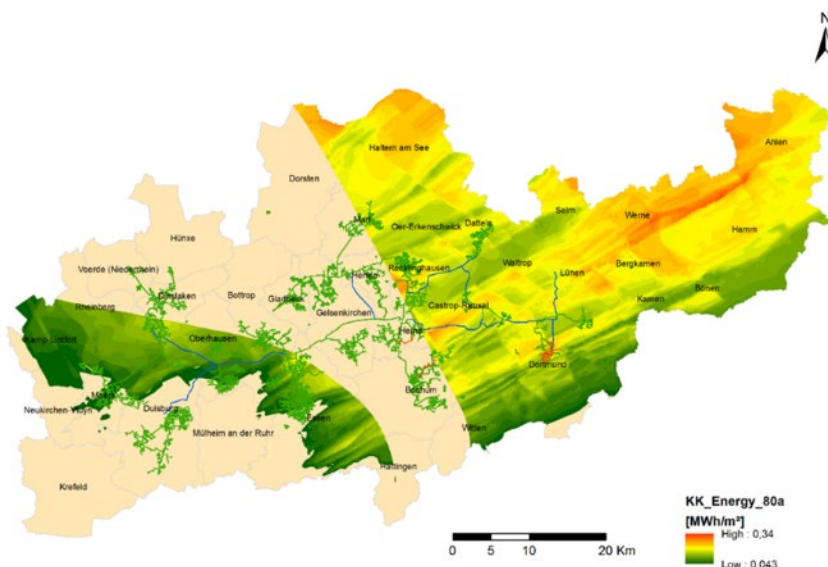 N
Ahlen
Haltern am See
Dorsten
Selm
Werne
Marl
Datteln
Oer-Erkenschwick
Hamm
Hünxe
Waltrop
Bergkamen
Voerde (Niederrhein)
Herten
Recklinghausen
Lünen
Dinslaken
Bottrop
Gladbeck
Bönen
Rheinberg
Kamen
Castrop-Rauxel
Gelsenkirchen
Herne
Oberhausen
Kamp-Lintfort
Dortmund
Bochum
Moers
Neukirchen-Vluyn
Duisburg
Essen
Mülheim an der Ruhr
Witten
Hattingen
Krefeld
KK_Energy_80a
[MWh/m²]
High : 0,34
Low : 0,043
0 5 10 20 Km